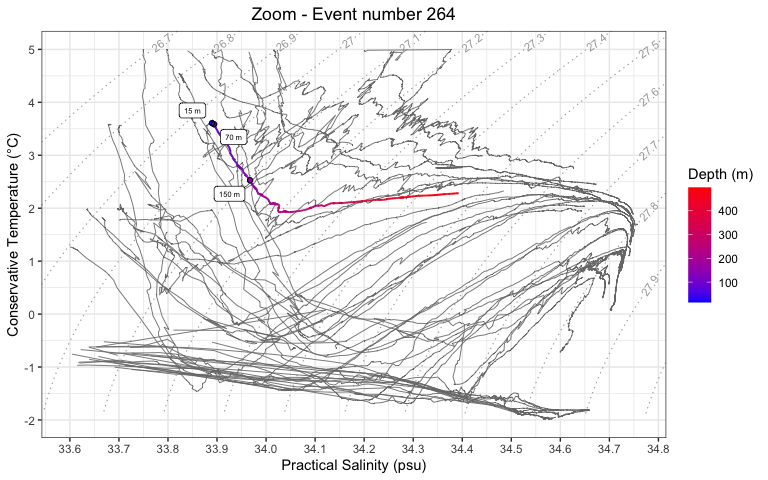 Zoom - Event number 264
26.7 26.8 26.9 27 27.1 27.2 27.3 27.4 27.5
27.6
27.7
27.8
27.9
5
4
3
2
1
0
-1
-2
Conservative Temperature (°C)
15 m
70 m
150 m
33.6 33.7 33.8 33.9 34.0 34.1 34.2 34.3 34.4 34.5 34.6 34.7 34.8
Practical Salinity (psu)
Depth (m)
400
300
200
100